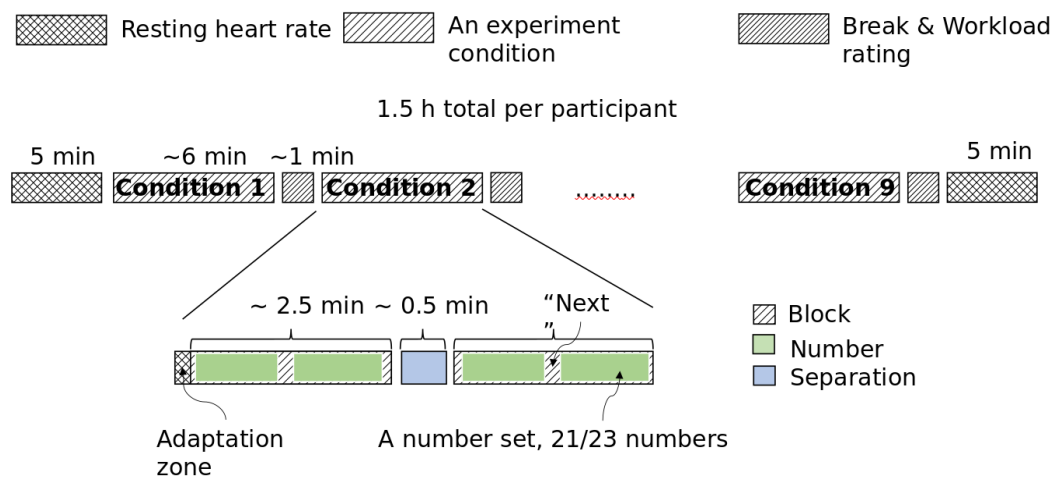 Resting heart rate
An experiment
condition
Break & Workload
rating
1.5 h total per participant
5 min
~6 min
~1 min
5 min
Condition 1
Condition 2
........
Condition 9
~ 2.5 min
~ 0.5 min
“Next
”
Block
Number
Separation
Adaptation
zone
A number set, 21/23 numbers